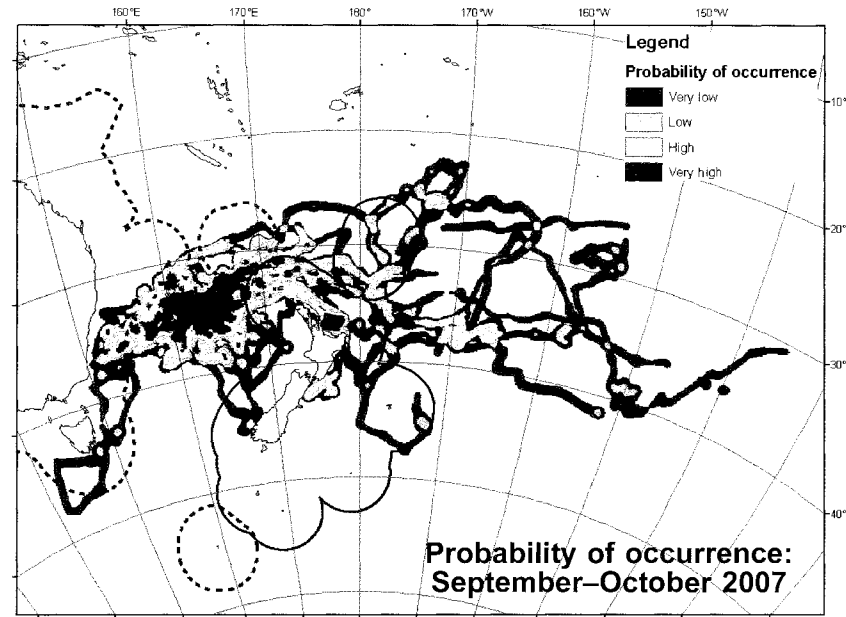 160°E 170°E 180° 170°W 160°W 150°W
Legend
Probability of occurrence
Very low
Low
High
Very high
10°
20°
30°
40°
Probability of occurrence:
September–October 2007